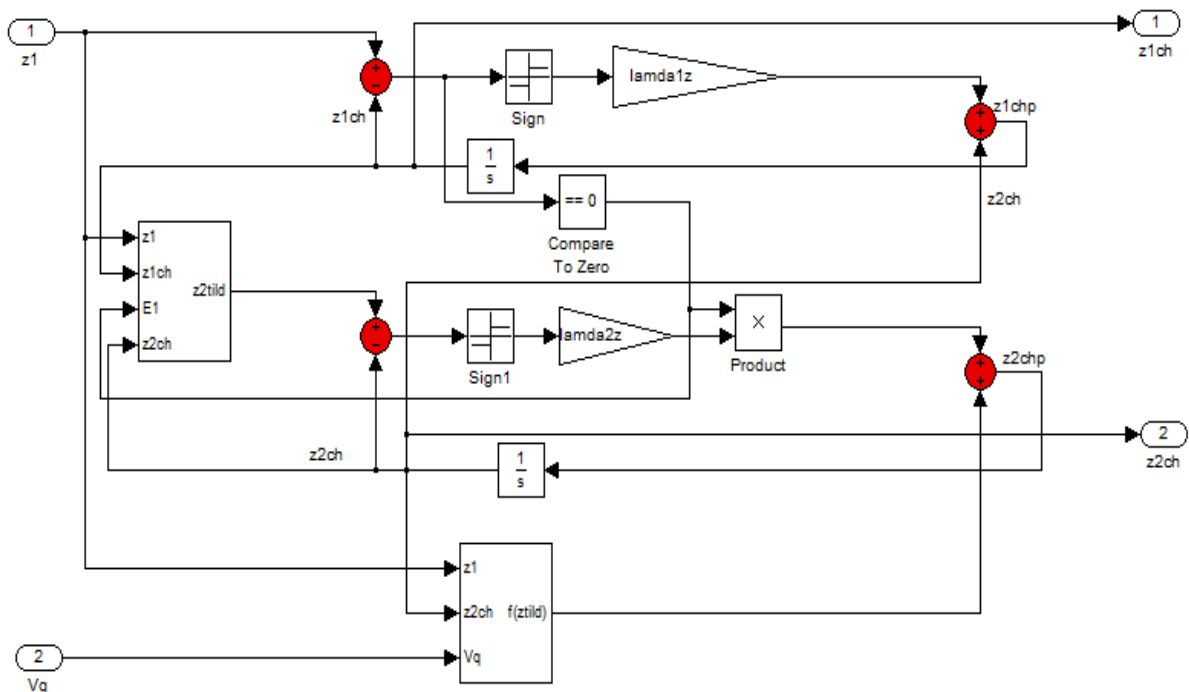 1
z1
+
−
z1ch
Sign
lamda1z
1
z1ch
z1chp
+
+
1
s
z2ch
== 0
Compare
To Zero
z1
z1ch
E1
z2ch
z2tild
+
−
Sign1
lamda2z
X
Product
z2chp
+
+
z2ch
1
s
2
z2ch
z1
z2ch
Vq
f(ztild)
2
Vq